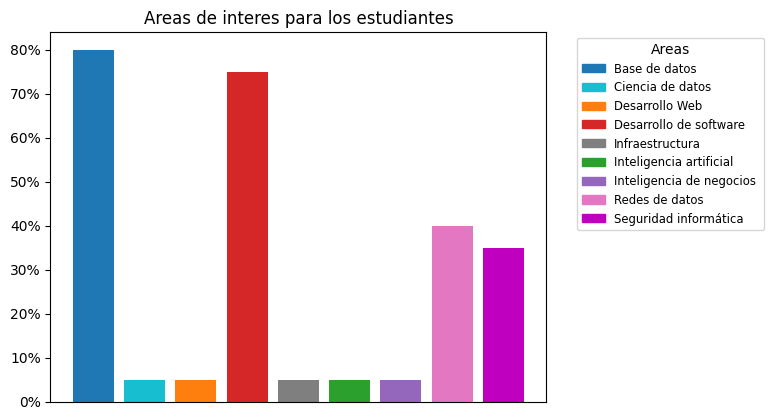 Areas de interes para los estudiantes
80%
70%
60%
50%
40%
30%
20%
10%
0%
Areas
Base de datos
Ciencia de datos
Desarrollo Web
Desarrollo de software
Infraestructura
Inteligencia artificial
Inteligencia de negocios
Redes de datos
Seguridad informática